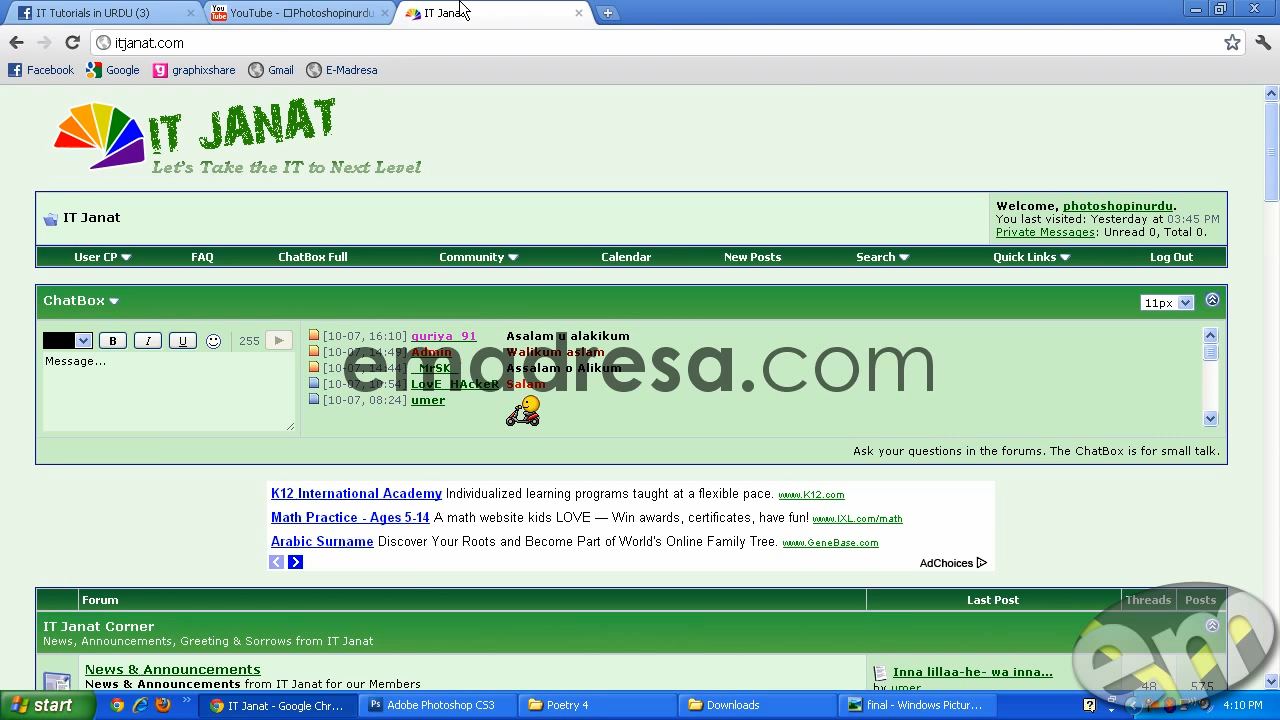 IT Tutorials in URDU (3)
YouTube - Photoshopinurdu
IT Jana
itjanat.com
Facebook Google graphixshare Gmail E-Madresa
IT JANAT
Let's Take the IT to Next Level
IT Janat
Welcome, photoshopinurdu.
You last visited: Yesterday at 03:45 PM
Private Messages: Unread 0, Total 0.
User CP FAQ ChatBox Full Community Calendar New Posts Search Quick Links Log Out
ChatBox
11px
B I U 255
Message...
[10-07, 16:10] guriya_91 Asalam u alakikum
[10-07, 14:49] Admin Walikum aslam
[10-07, 14:44] _MrSK_ Assalam o Alikum
[10-07, 10:54] LovE_HAckeR Salam
[10-07, 08:24] umer
emadresa.com
Ask your questions in the forums. The ChatBox is for small talk.
K12 International Academy Individualized learning programs taught at a flexible pace. www.K12.com
Math Practice - Ages 5-14 A math website kids LOVE — Win awards, certificates, have fun! www.IXL.com/math
Arabic Surname Discover Your Roots and Become Part of World's Online Family Tree. www.GeneBase.com
AdChoices
Forum Last Post Threads Posts
IT Janat Corner
News, Announcements, Greeting & Sorrows from IT Janat
News & Announcements
News & Announcements from IT Janat for our Members
Inna lillaa-he- wa inna...
by umer
48 575
em
start
IT Janat - Google Chr...
Adobe Photoshop CS3
Poetry 4
Downloads
final - Windows Pictur...
4:10 PM